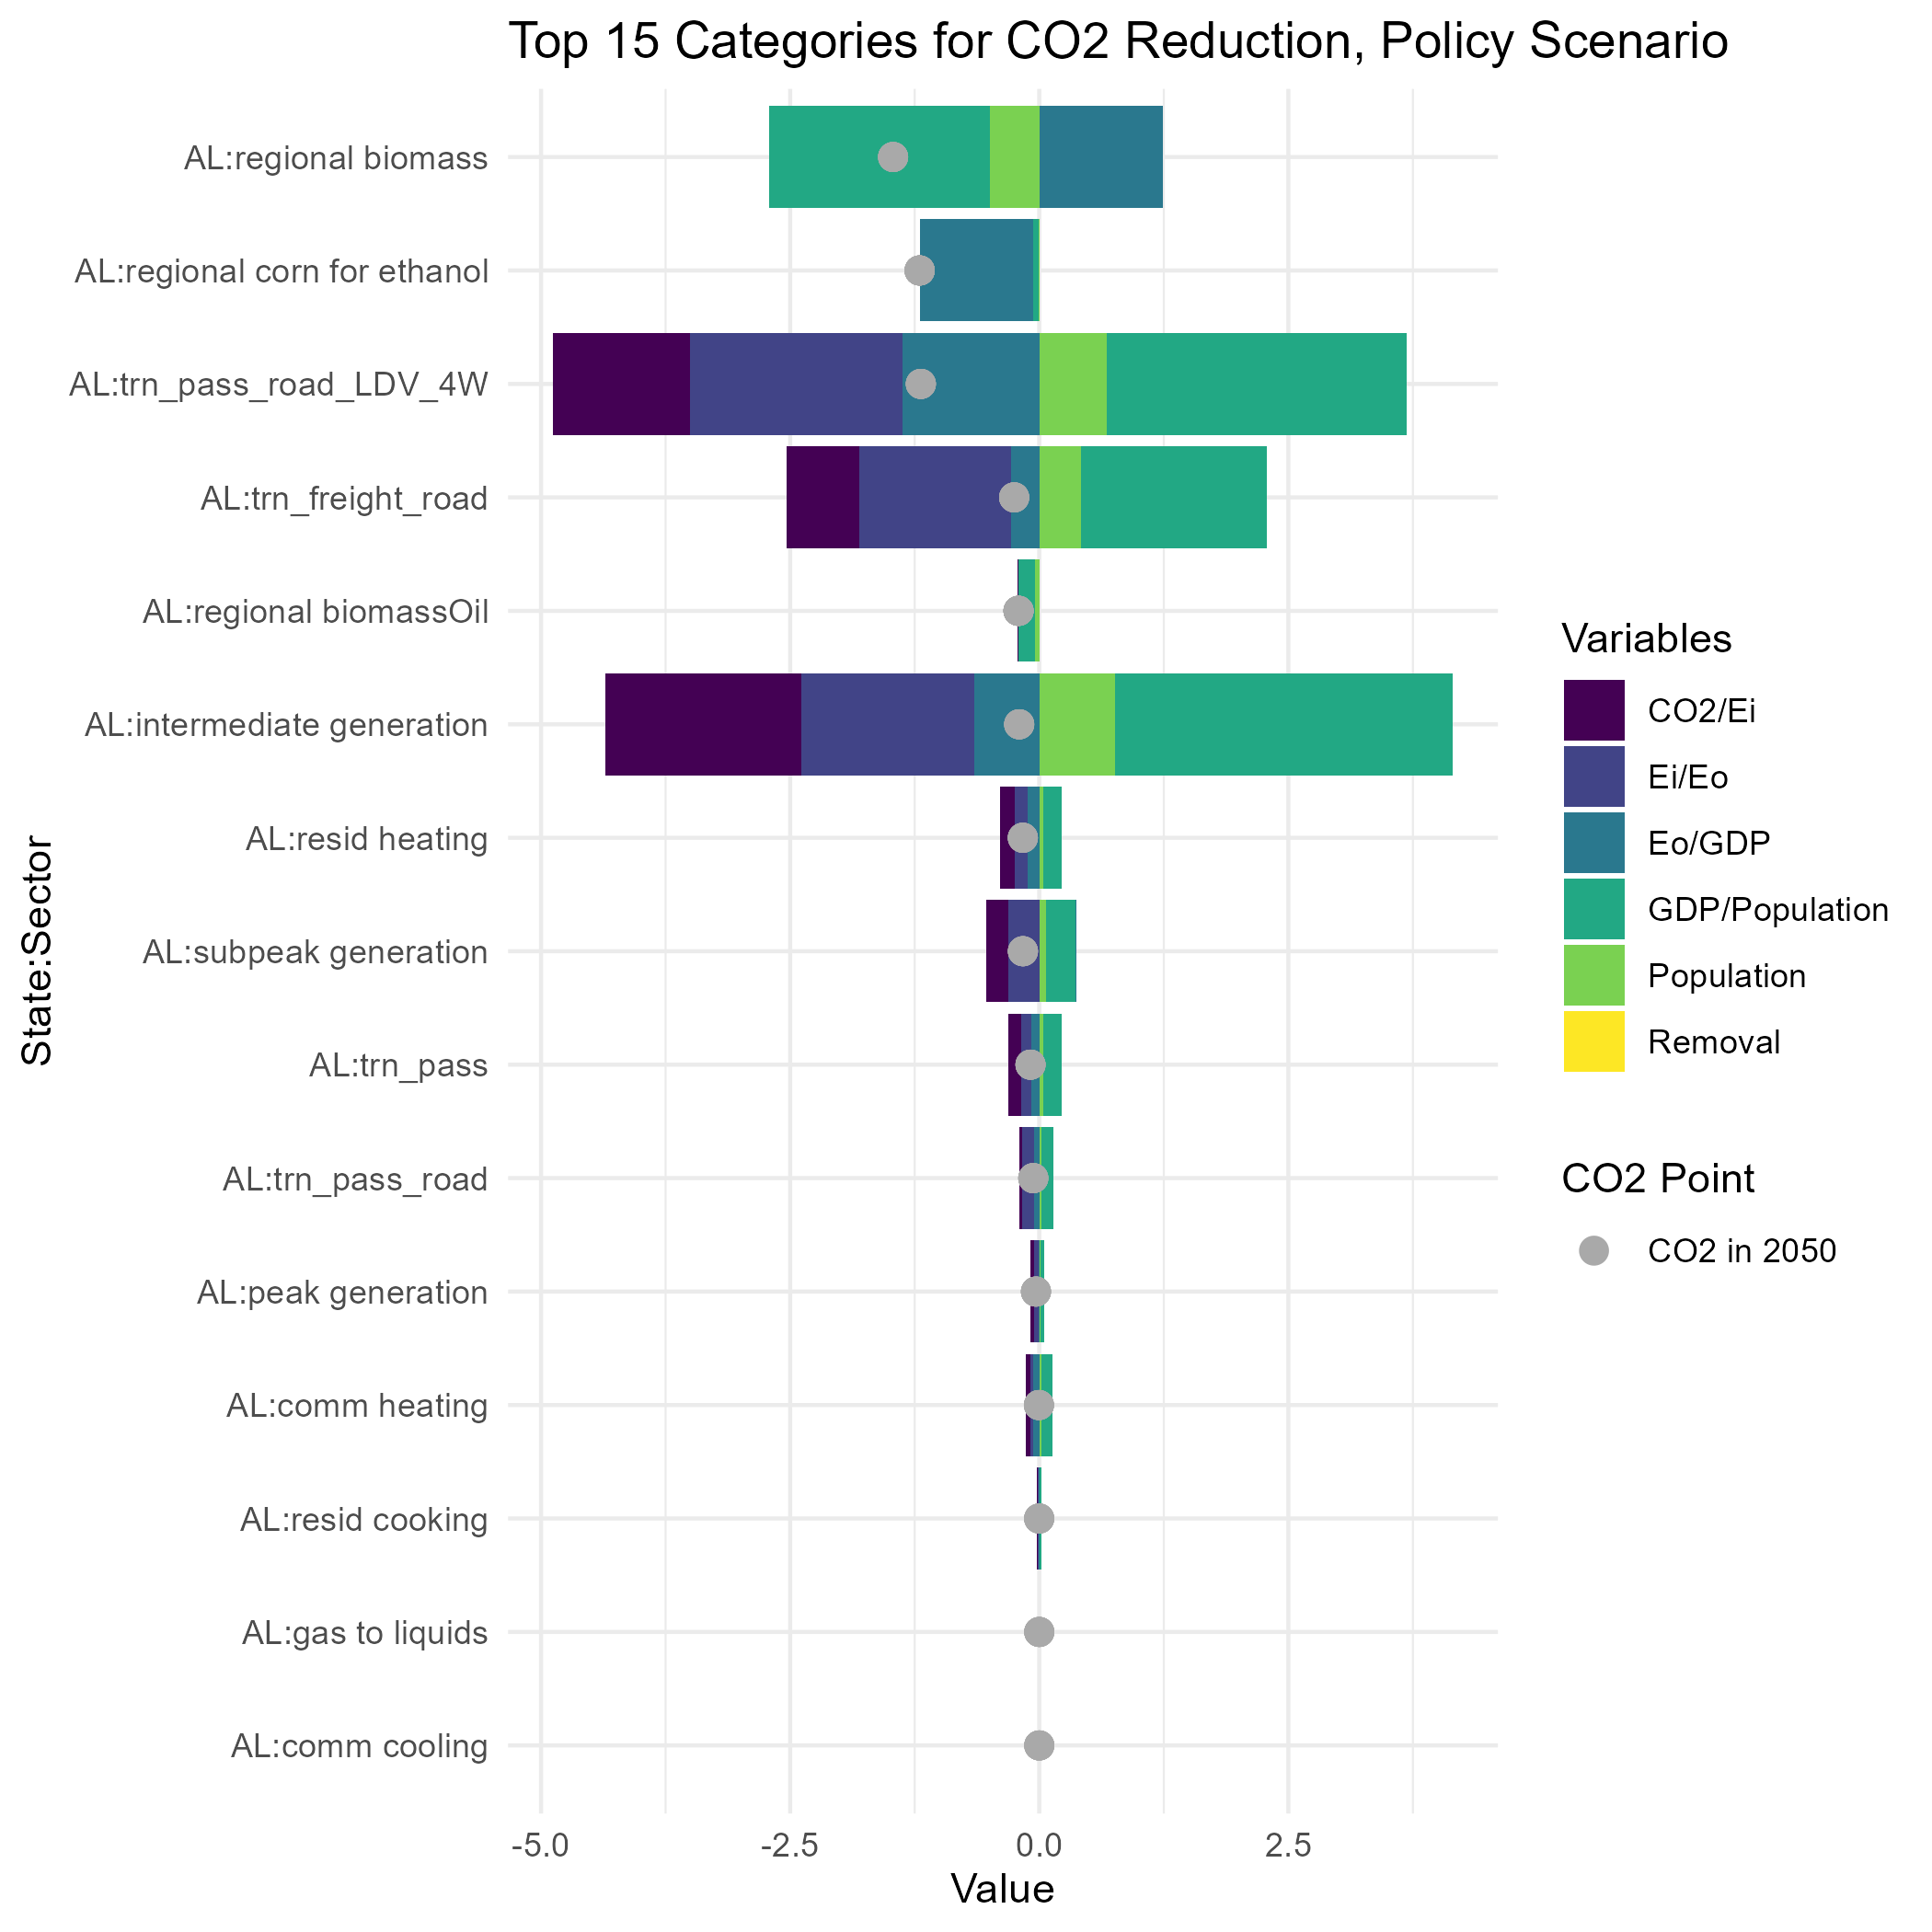 Top 15 Categories for CO2 Reduction, Policy Scenario
State:Sector
AL:regional biomass
AL:regional corn for ethanol
AL:trn_pass_road_LDV_4W
AL:trn_freight_road
AL:regional biomassOil
AL:intermediate generation
AL:resid heating
AL:subpeak generation
AL:trn_pass
AL:trn_pass_road
AL:peak generation
AL:comm heating
AL:resid cooking
AL:gas to liquids
AL:comm cooling
-5.0
-2.5
0.0
2.5
Value
Variables
CO2/Ei
Ei/Eo
Eo/GDP
GDP/Population
Population
Removal
CO2 Point
CO2 in 2050